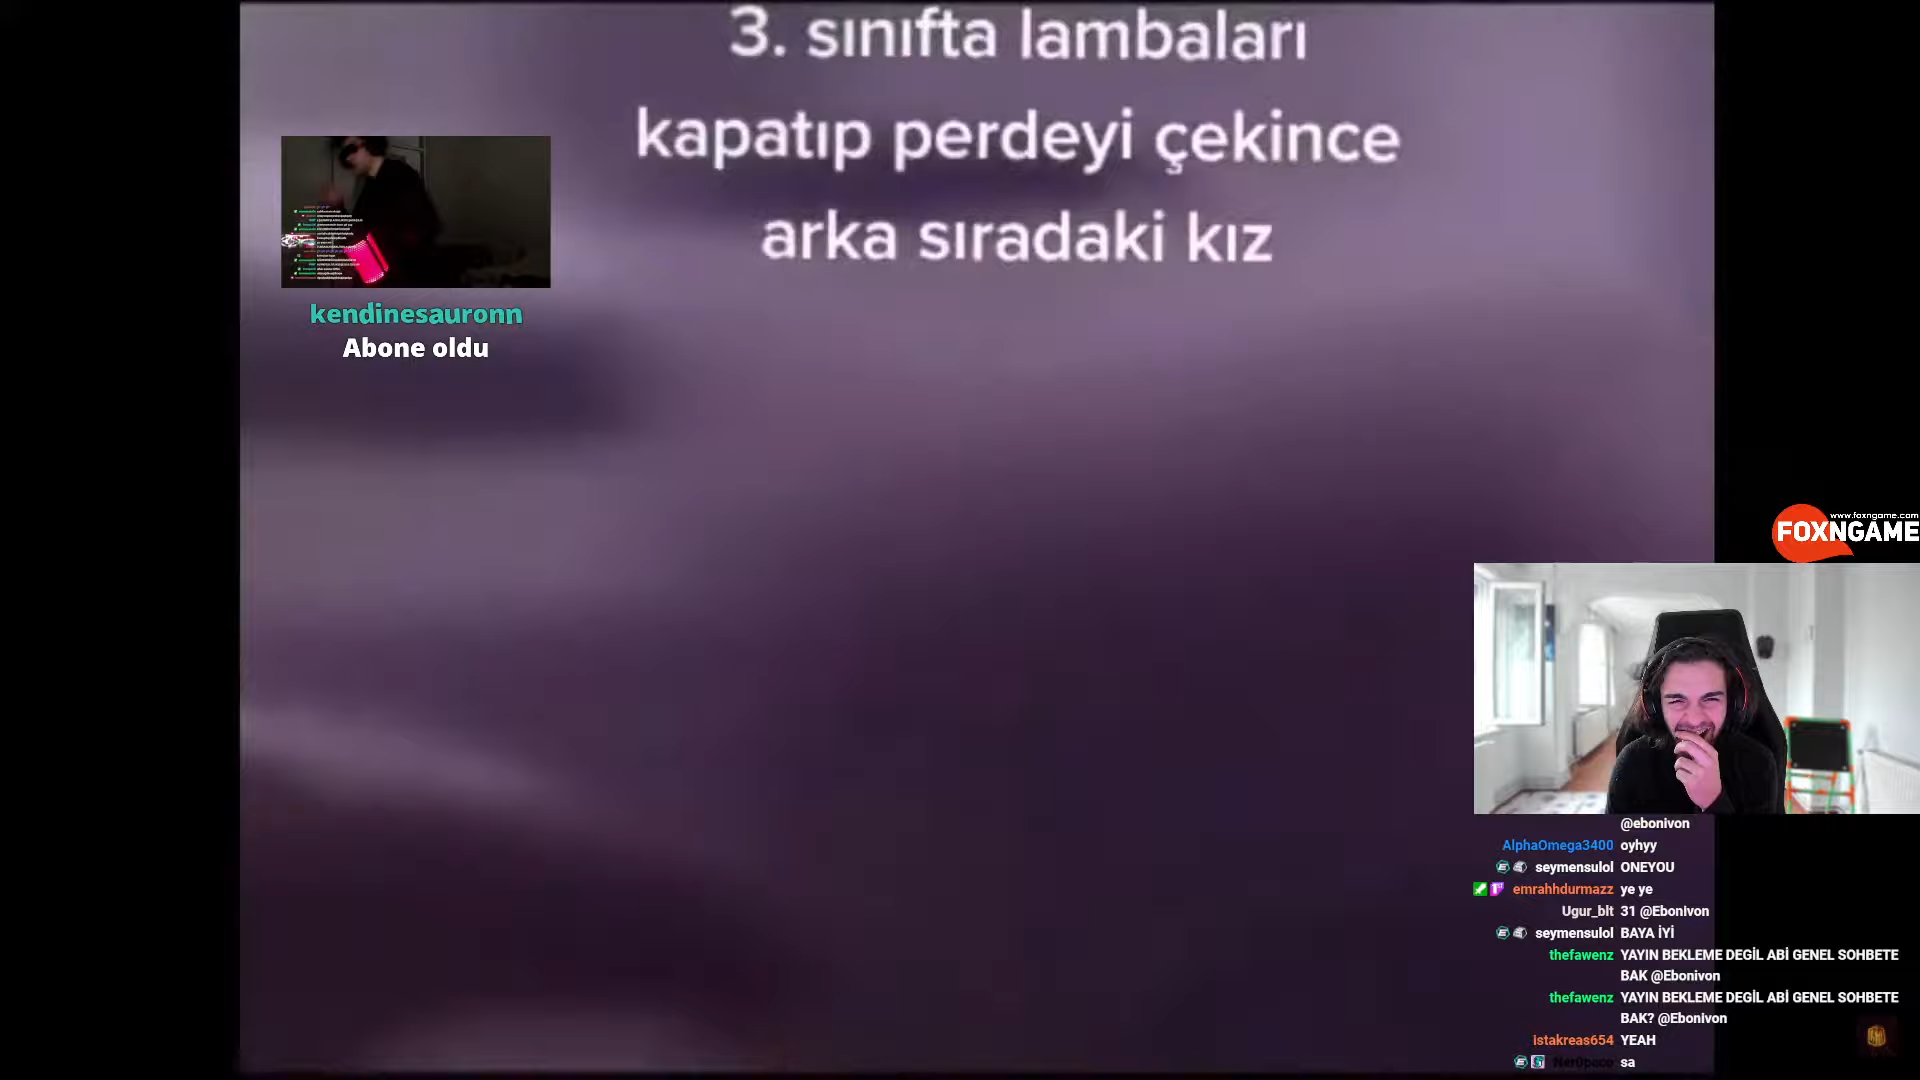 3. sınıfta lambaları
kapatıp perdeyi çekince
arka sıradaki kız
kendinesauronn
Abone oldu
www.foxngame.com
FOXNGAME
@ebonivon
AlphaOmega3400 oyhyy
seymensulol ONEYOU
emrahhdurmazz ye ye
Ugur_blt 31 @Ebonivon
seymensulol BAYA İYİ
thefawenz YAYIN BEKLEME DEGİL ABİ GENEL SOHBETE
BAK @Ebonivon
thefawenz YAYIN BEKLEME DEGİL ABİ GENEL SOHBETE
BAK? @Ebonivon
istakreas654 YEAH
sa